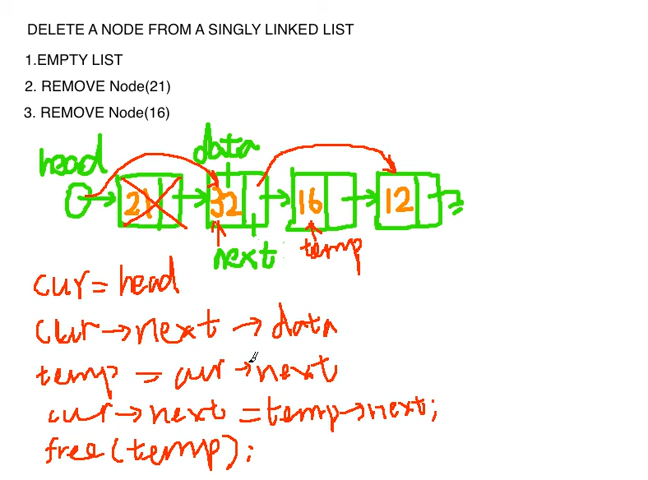 DELETE A NODE FROM A SINGLY LINKED LIST
1.EMPTY LIST
2. REMOVE Node(21)
3. REMOVE Node(16)
head data
21 32 16 12
next temp
cur = head
cur → next → data
temp = cur → next
cur → next = temp → next;
free (temp);